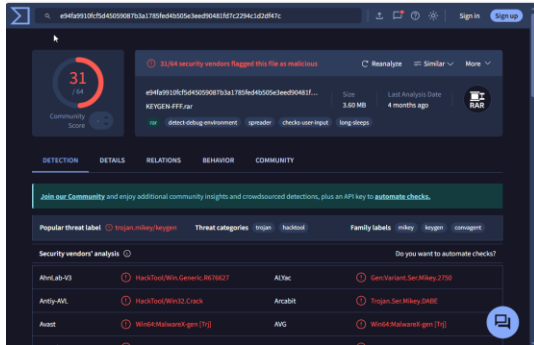 e94fa9910fcf5d45059087b3a1785fed4b505e3eed90481fd7c2294c1d2df47c
Sign in
Sign up
31
/ 64
Community
Score
31/64 security vendors flagged this file as malicious
Reanalyze
Similar
More
e94fa9910fcf5d45059087b3a1785fed4b505e3eed90481f...
KEYGEN-FFF.rar
Size
3.60 MB
Last Analysis Date
4 months ago
RAR
rar
detect-debug-environment
spreader
checks-user-input
long-sleeps
DETECTION
DETAILS
RELATIONS
BEHAVIOR
COMMUNITY
Join our Community and enjoy additional community insights and crowdsourced detections, plus an API key to automate checks.
Popular threat label
trojan.mikey/keygen
Threat categories
trojan
hacktool
Family labels
mikey
keygen
convagent
Security vendors' analysis
Do you want to automate checks?
AhnLab-V3
HackTool/Win.Generic.R676627
ALYac
Gen:Variant.Ser.Mikey.2750
Antiy-AVL
HackTool/Win32.Crack
Arcabit
Trojan.Ser.Mikey.DABE
Avast
Win64:MalwareX-gen [Trj]
AVG
Win64:MalwareX-gen [Trj]